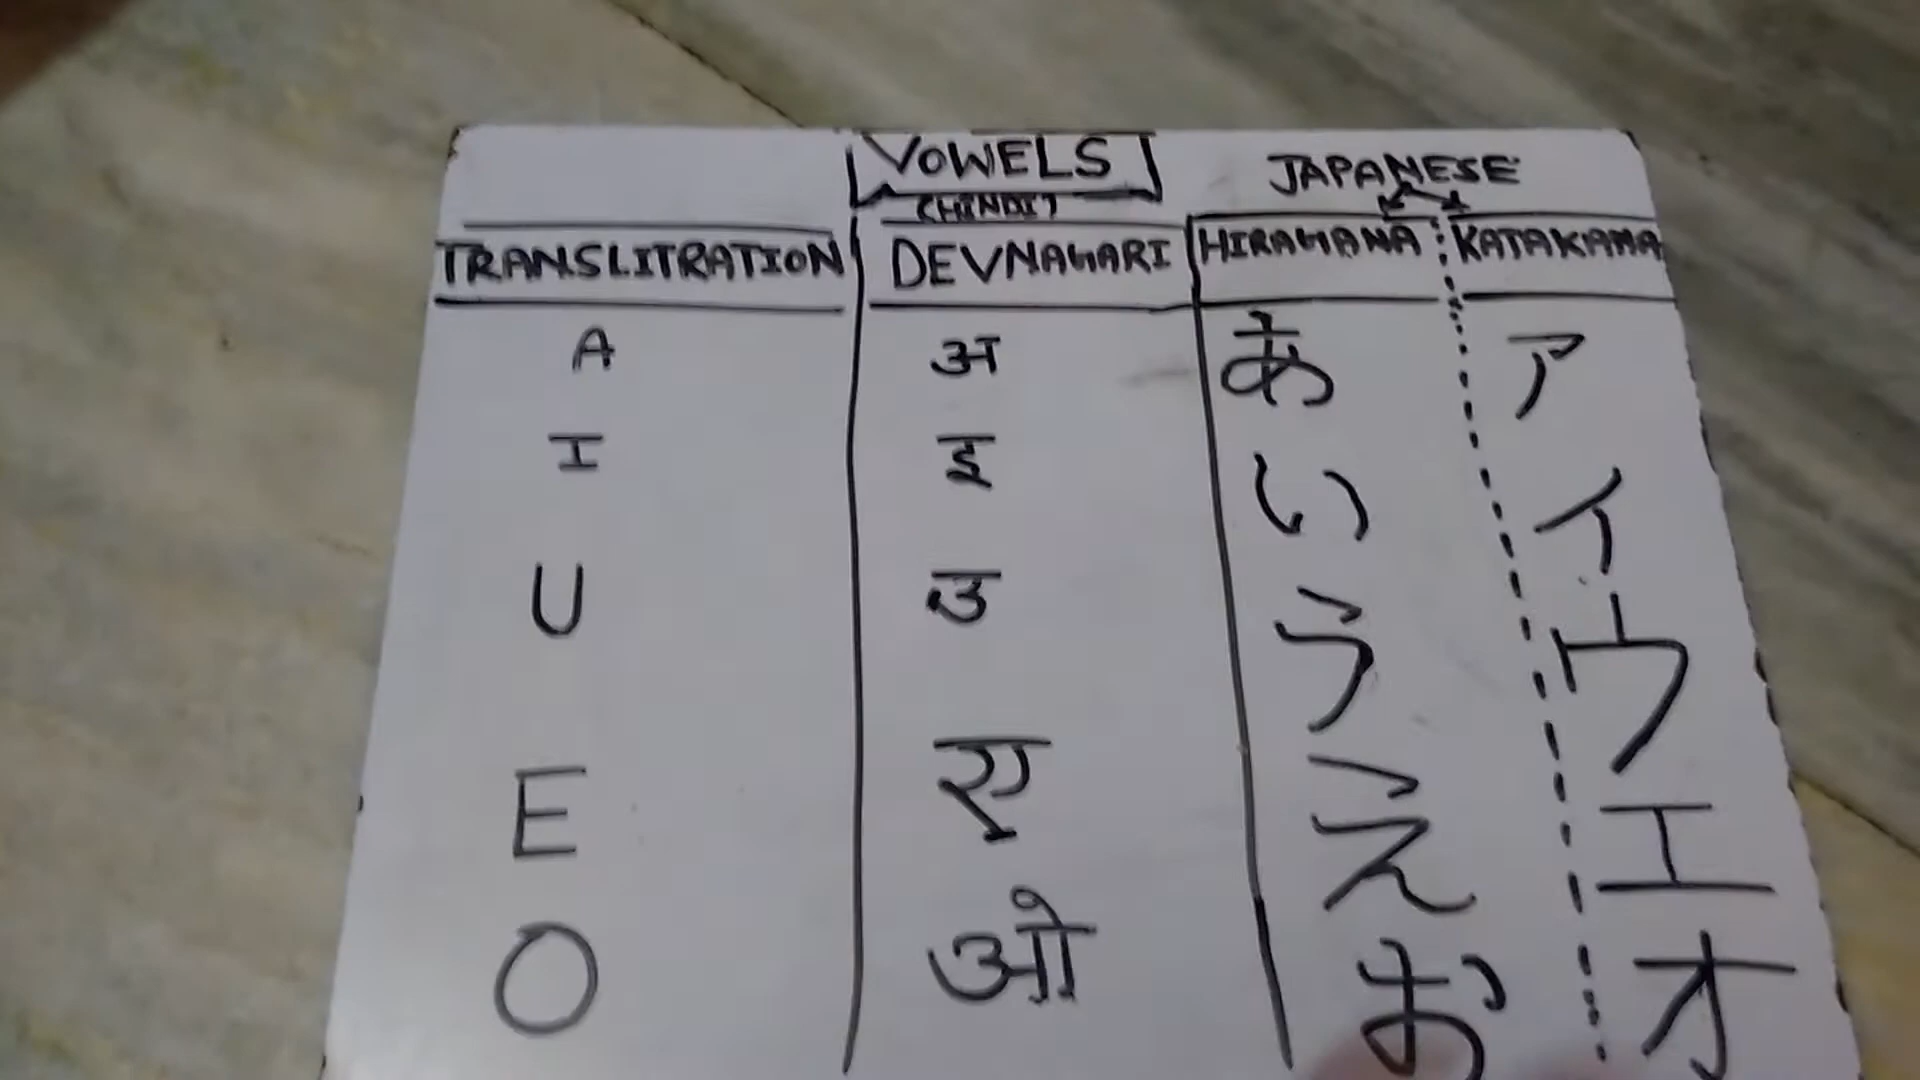 VOWELS JAPANESE
(HINDI)
TRANSLITRATION DEVNAGARI HIRAGANA KATAKANA
A अ あ ア
I इ い イ
U उ う ウ
E ए え エ
O ओ お オ